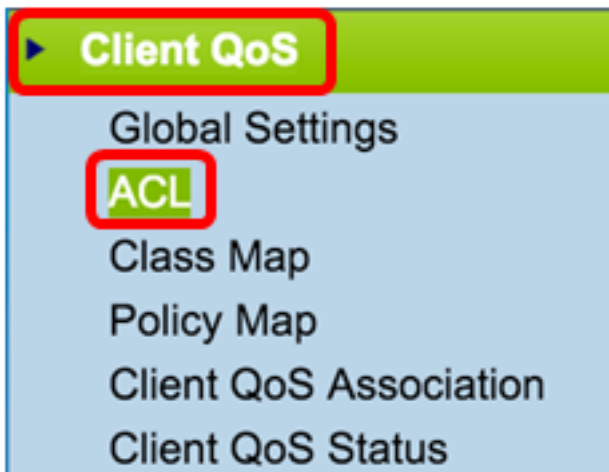 Client QoS
Global Settings
ACL
Class Map
Policy Map
Client QoS Association
Client QoS Status